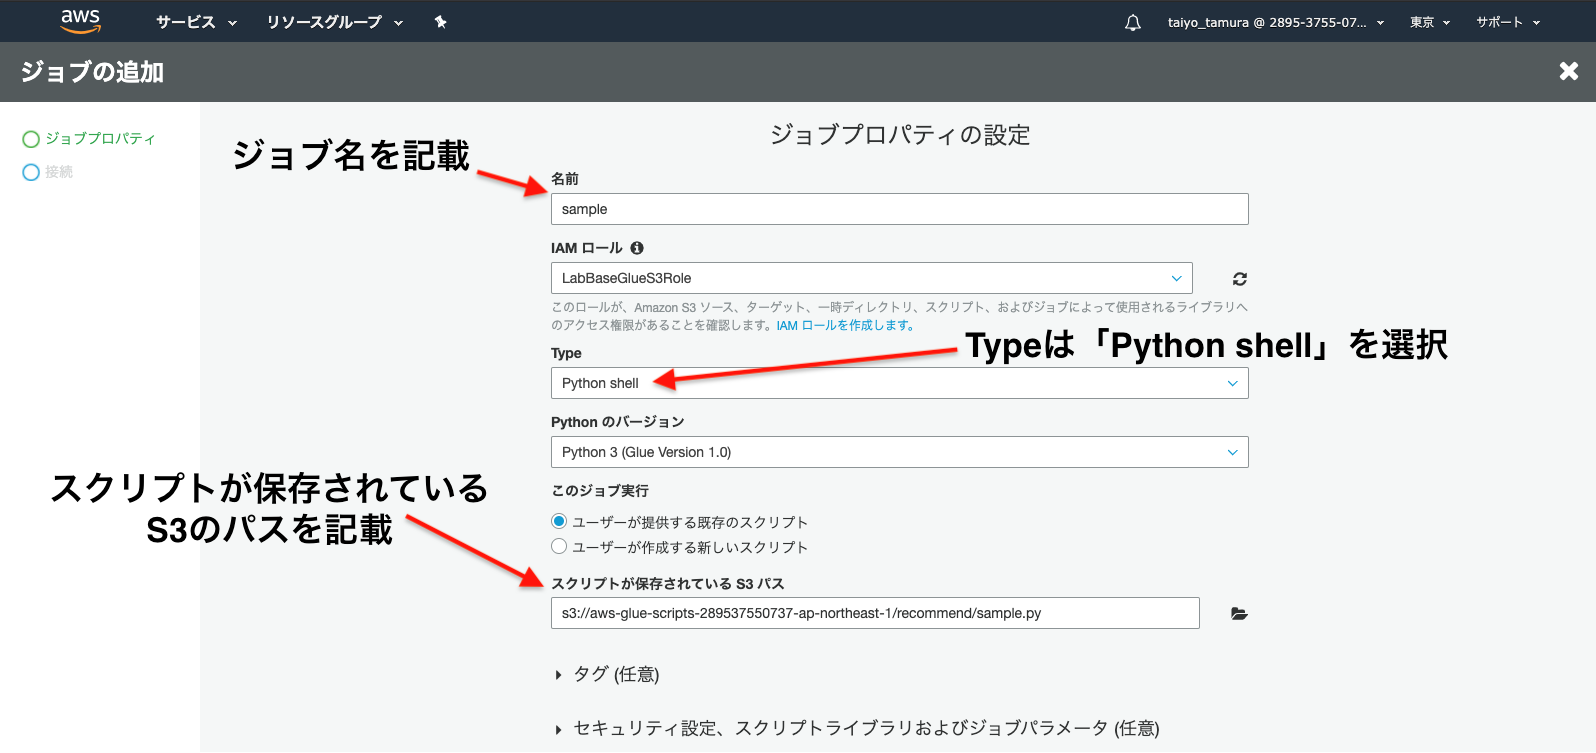 aws
サービス
リソースグループ
taiyo_tamura @ 2895-3755-07...
東京
サポート
ジョブの追加
ジョブプロパティ
接続
ジョブプロパティの設定
ジョブ名を記載
名前
sample
IAM ロール
LabBaseGlueS3Role
このロールが、Amazon S3 ソース、ターゲット、一時ディレクトリ、スクリプト、およびジョブによって使用されるライブラリへ
のアクセス権限があることを確認します。IAM ロールを作成します。
Typeは「Python shell」を選択
Type
Python shell
Python のバージョン
Python 3 (Glue Version 1.0)
スクリプトが保存されている
S3のパスを記載
このジョブ実行
ユーザーが提供する既存のスクリプト
ユーザーが作成する新しいスクリプト
スクリプトが保存されている S3 パス
s3://aws-glue-scripts-289537550737-ap-northeast-1/recommend/sample.py
タグ (任意)
セキュリティ設定、スクリプトライブラリおよびジョブパラメータ (任意)